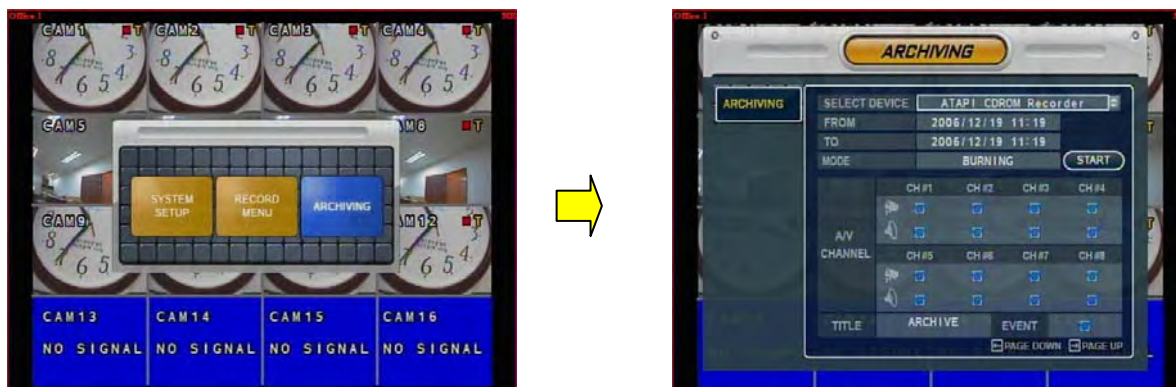 Office 1
CAM1 T CAM2 T CAM3 T CAM4 T
CAM5 CAM8 T
SYSTEM SETUP
RECORD MENU
ARCHIVING
CAM9 CAM12 T
CAM13 CAM14 CAM15 CAM16
NO SIGNAL NO SIGNAL NO SIGNAL NO SIGNAL
Office 1
ARCHIVING
ARCHIVING
SELECT DEVICE ATAPI CDROM Recorder
FROM 2006/12/19 11:19
TO 2006/12/19 11:19
MODE BURNING START
CH #1 CH #2 CH #3 CH #4
A/V CHANNEL
CH #5 CH #6 CH #7 CH #8
TITLE ARCHIVE EVENT
PAGE DOWN PAGE UP